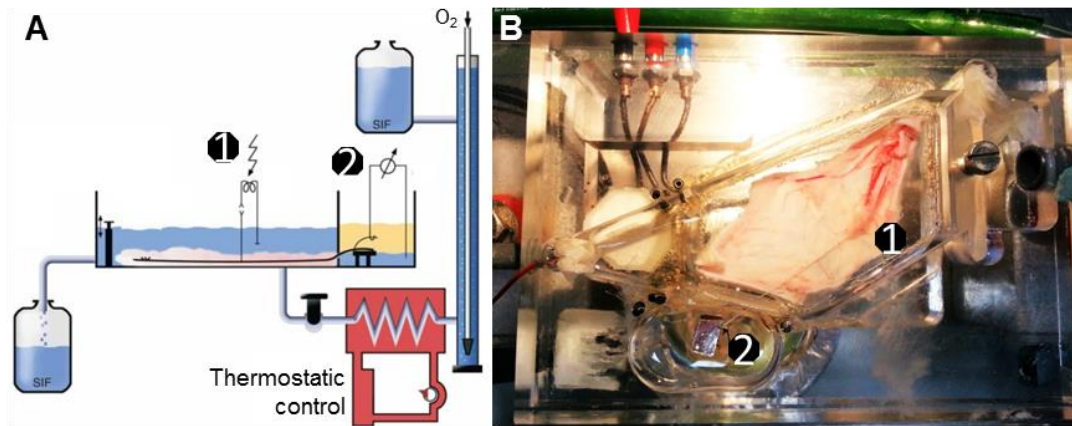 A
O2
SIF
1
2
SIF
Thermostatic
control
B
1
2